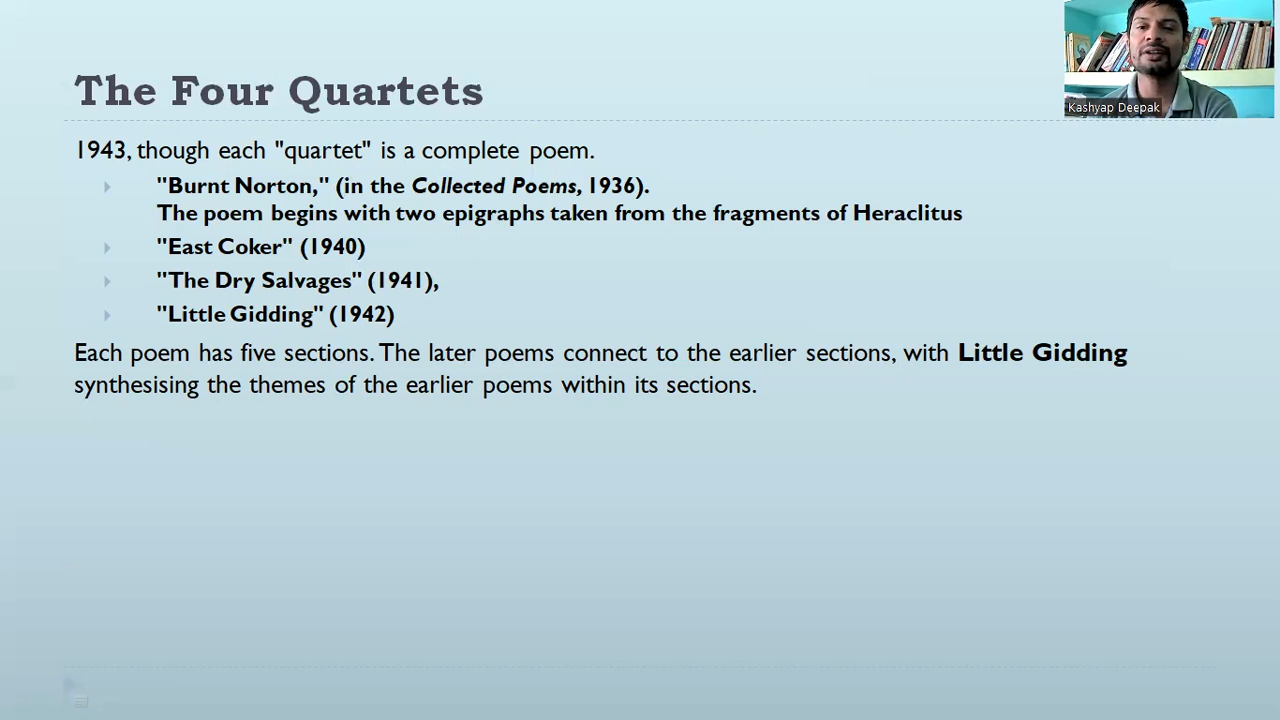 The Four Quartets
Kashyap Deepak
1943, though each "quartet" is a complete poem.
"Burnt Norton," (in the Collected Poems, 1936).
The poem begins with two epigraphs taken from the fragments of Heraclitus
"East Coker" (1940)
"The Dry Salvages" (1941),
"Little Gidding" (1942)
Each poem has five sections. The later poems connect to the earlier sections, with Little Gidding
synthesising the themes of the earlier poems within its sections.